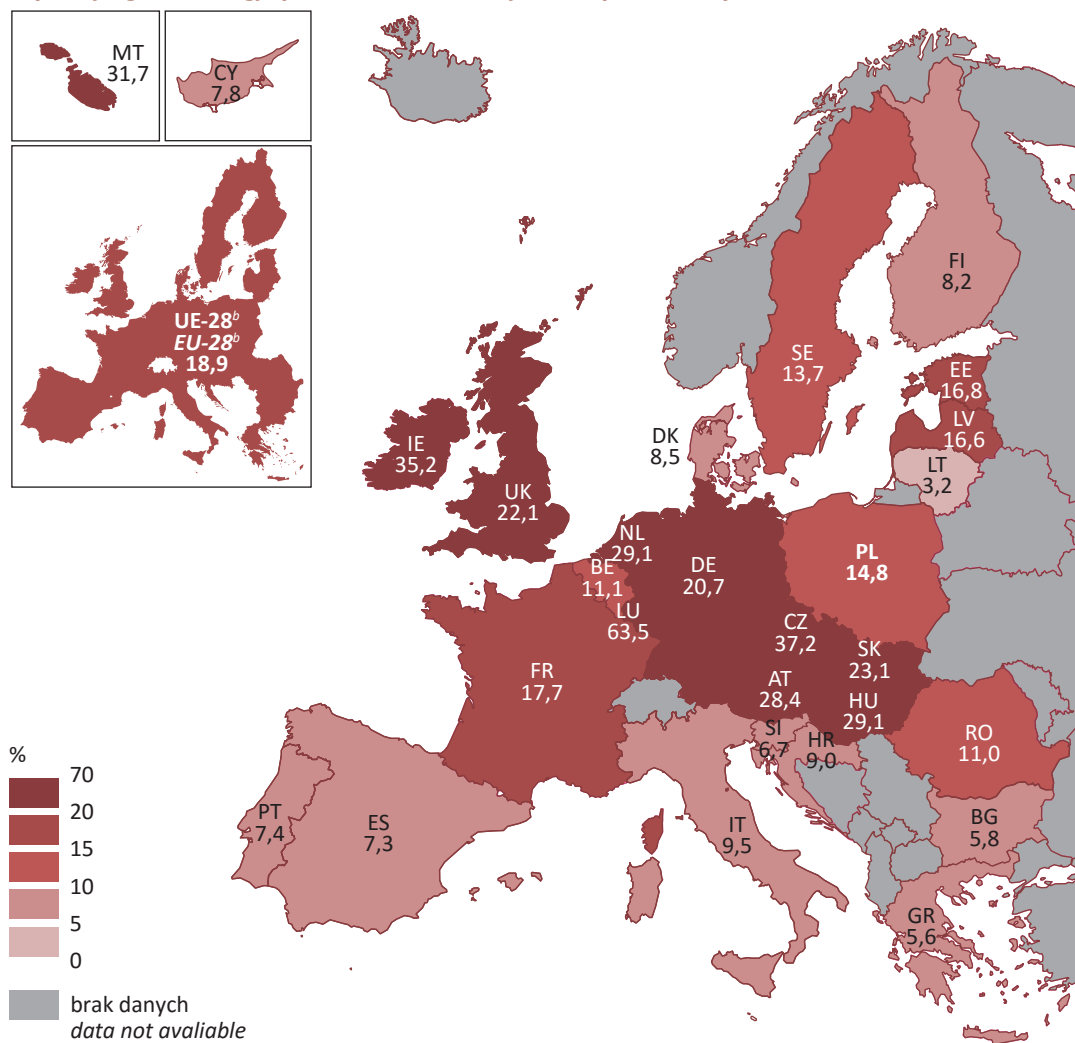 MT
31,7
CY
7,8
UE-28ᵇ
EU-28ᵇ
18,9
FI
8,2
SE
13,7
EE
16,8
LV
16,6
LT
3,2
DK
8,5
IE
35,2
UK
22,1
NL
29,1
BE
11,1
LU
63,5
DE
20,7
PL
14,8
CZ
37,2
SK
23,1
AT
28,4
HU
29,1
FR
17,7
SI
6,7
HR
9,0
RO
11,0
BG
5,8
PT
7,4
ES
7,3
IT
9,5
GR
5,6
%
70
20
15
10
5
0
brak danych
data not avaliable